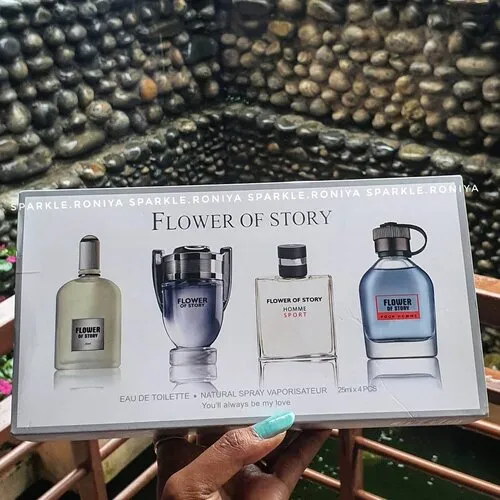 SPARKLE.RONIYA SPARKLE.RONIYA SPARKLE.RONIYA SPARKLE.RONIYA
FLOWER OF STORY
FLOWER
OF STORY
FLOWER
OF STORY
FLOWER OF STORY
HOMME
SPORT
FLOWER
OF STORY
POUR HOMME
EAU DE TOILETTE • NATURAL SPRAY VAPORISATEUR 25ml x 4 PCS
You'll always be my love